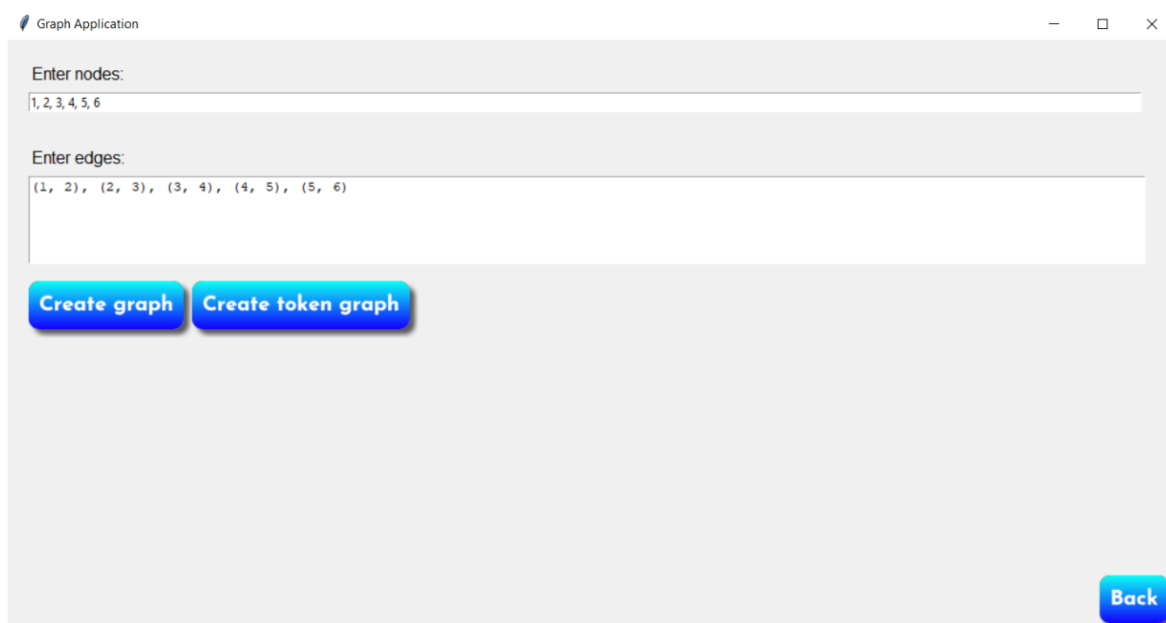 Graph Application
Enter nodes:
1, 2, 3, 4, 5, 6
Enter edges:
(1, 2), (2, 3), (3, 4), (4, 5), (5, 6)
Create graph Create token graph
Back